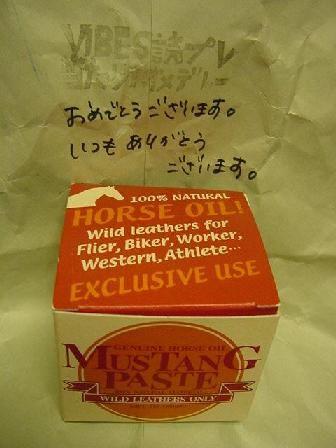 VIBES読プレ
おめでとうございます。
いつも ありがとう
ございます。
100% NATURAL
HORSE OIL!
Wild leathers for
Flier, Biker, Worker,
Western, Athlete...
EXCLUSIVE USE
GENUINE HORSE OIL
MUSTANG
PASTE
WILD LEATHERS ONLY